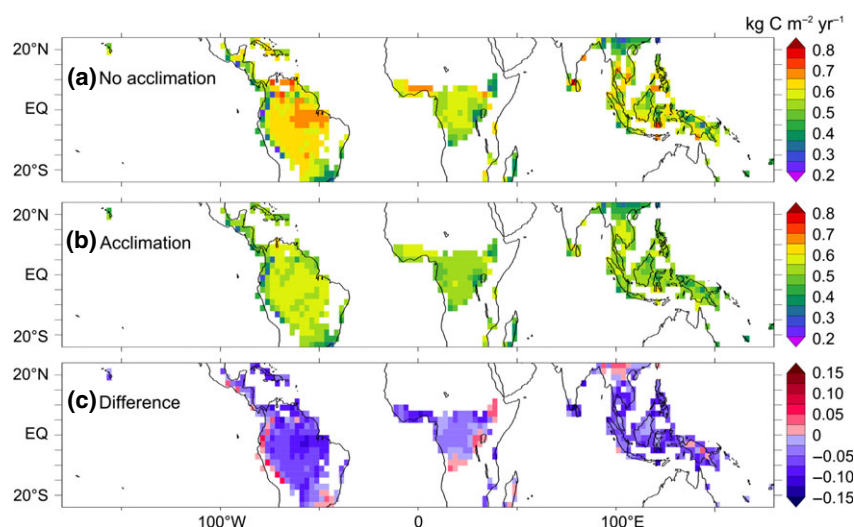 kg C m⁻² yr⁻¹
20°N
EQ
20°S
(a) No acclimation
0.8
0.7
0.6
0.5
0.4
0.3
0.2
20°N
EQ
20°S
(b) Acclimation
0.8
0.7
0.6
0.5
0.4
0.3
0.2
20°N
EQ
20°S
(c) Difference
0.15
0.10
0.05
0
−0.05
−0.10
−0.15
100°W 0 100°E